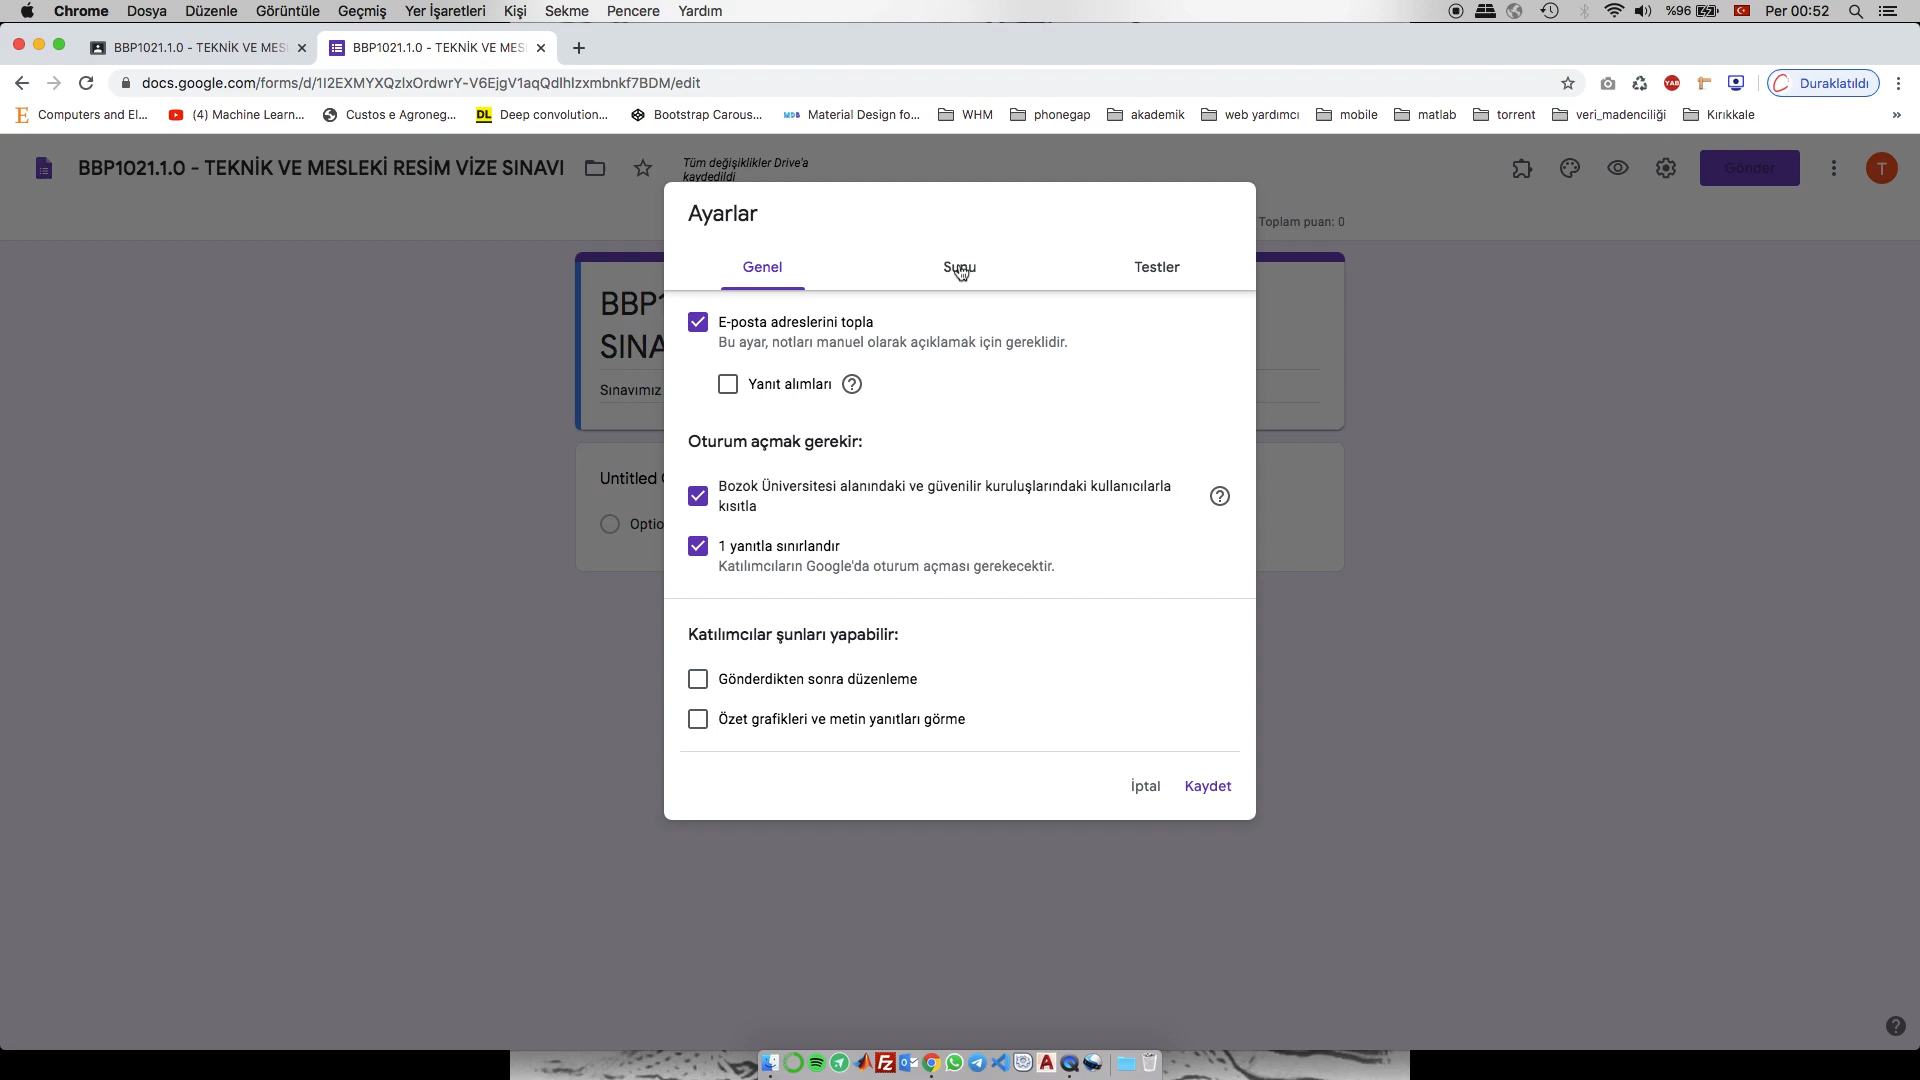 Chrome Dosya Düzenle Görüntüle Geçmiş Yer İşaretleri Kişi Sekme Pencere Yardım %96 Per 00:52
BBP1021.1.0 - TEKNİK VE MES
BBP1021.1.0 - TEKNİK VE MES
docs.google.com/forms/d/1I2EXMYXQzIxOrdwrY-V6EjgV1aqQdIhIzxmbnkf7BDM/edit
Duraklatıldı
Computers and El... (4) Machine Learn... Custos e Agroneg... DL Deep convolution... Bootstrap Carous... Material Design fo... WHM phonegap akademik web yardımcı mobile matlab torrent veri_madenciliği Kırıkkale »
BBP1021.1.0 - TEKNİK VE MESLEKİ RESİM VİZE SINAVI
Tüm değişiklikler Drive'a
kaydedildi
Gönder
T
Toplam puan: 0
Ayarlar
Genel Sunu Testler
BBP1
SINA
Sınavımız
Untitled
Optio
E-posta adreslerini topla
Bu ayar, notları manuel olarak açıklamak için gereklidir.
Yanıt alımları
Oturum açmak gerekir:
Bozok Üniversitesi alanındaki ve güvenilir kuruluşlarındaki kullanıcılarla
kısıtla
1 yanıtla sınırlandır
Katılımcıların Google'da oturum açması gerekecektir.
Katılımcılar şunları yapabilir:
Gönderdikten sonra düzenleme
Özet grafikleri ve metin yanıtları görme
İptal Kaydet